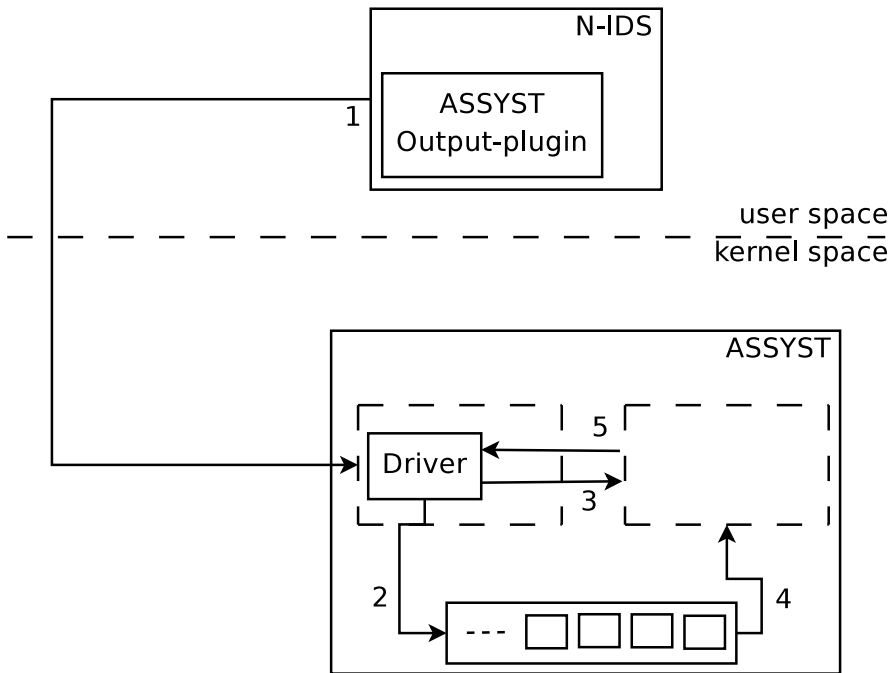 N-IDS
ASSYST
Output-plugin
1
user space
kernel space
ASSYST
5
Driver
3
2
4
---